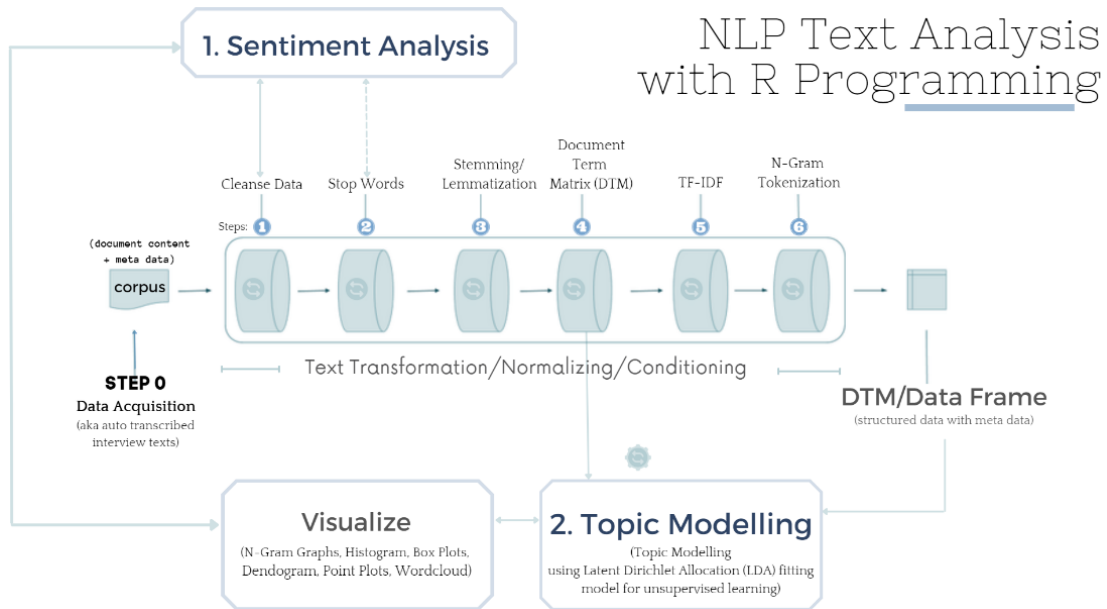 1. Sentiment Analysis
NLP Text Analysis
with R Programming
Cleanse Data
Stop Words
Stemming/
Lemmatization
Document
Term
Matrix (DTM)
TF-IDF
N-Gram
Tokenization
Steps:
1
2
3
4
5
6
(document content
+ meta data)
corpus
Text Transformation/Normalizing/Conditioning
STEP 0
Data Acquisition
(aka auto transcribed
interview texts)
DTM/Data Frame
(structured data with meta data)
Visualize
(N-Gram Graphs, Histogram, Box Plots,
Dendogram, Point Plots, Wordcloud)
2. Topic Modelling
(Topic Modelling
using Latent Dirichlet Allocation (LDA) fitting
model for unsupervised learning)